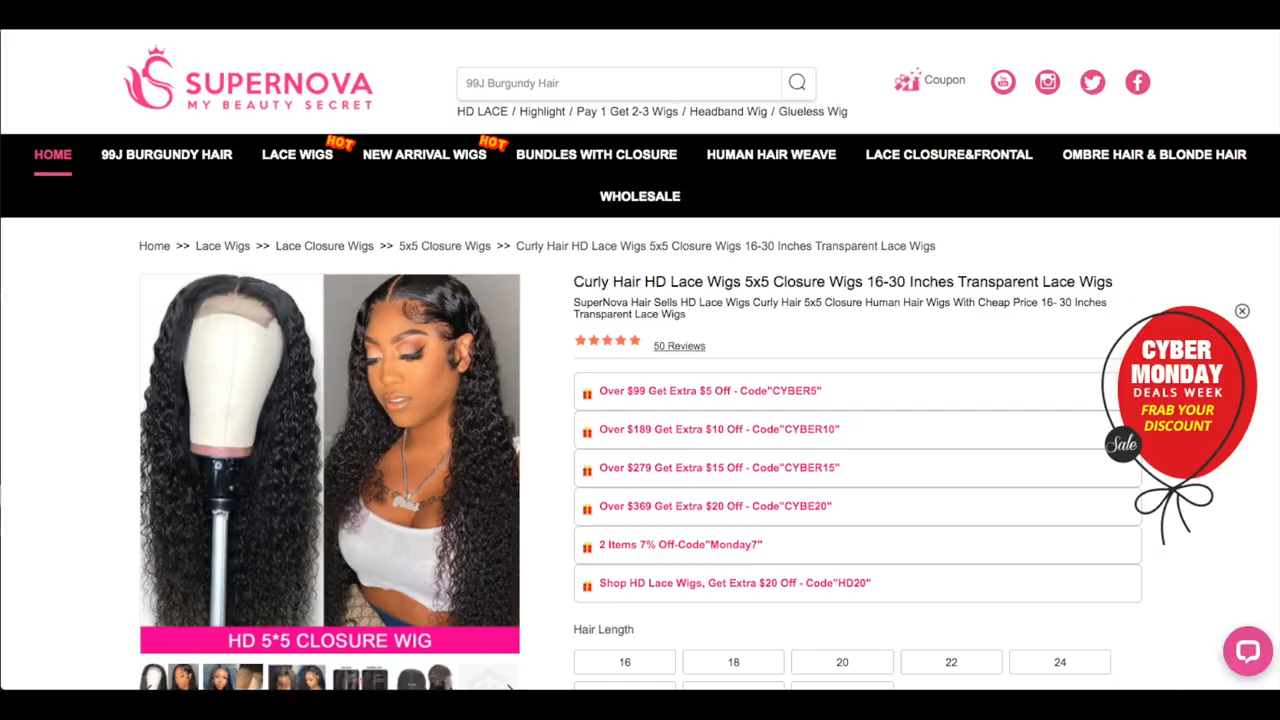 SUPERNOVA
MY BEAUTY SECRET
99J Burgundy Hair
HD LACE / Highlight / Pay 1 Get 2-3 Wigs / Headband Wig / Glueless Wig
Coupon
You Tube
HOME 99J BURGUNDY HAIR LACE WIGS HOT NEW ARRIVAL WIGS HOT BUNDLES WITH CLOSURE HUMAN HAIR WEAVE LACE CLOSURE&FRONTAL OMBRE HAIR & BLONDE HAIR
WHOLESALE
Home >> Lace Wigs >> Lace Closure Wigs >> 5x5 Closure Wigs >> Curly Hair HD Lace Wigs 5x5 Closure Wigs 16-30 Inches Transparent Lace Wigs
HD 5*5 CLOSURE WIG
Curly Hair HD Lace Wigs 5x5 Closure Wigs 16-30 Inches Transparent Lace Wigs
SuperNova Hair Sells HD Lace Wigs Curly Hair 5x5 Closure Human Hair Wigs With Cheap Price 16- 30 Inches
Transparent Lace Wigs
50 Reviews
Over $99 Get Extra $5 Off - Code"CYBER5"
Over $189 Get Extra $10 Off - Code"CYBER10"
Over $279 Get Extra $15 Off - Code"CYBER15"
Over $369 Get Extra $20 Off - Code"CYBE20"
2 Items 7% Off-Code"Monday7"
Shop HD Lace Wigs, Get Extra $20 Off - Code"HD20"
Hair Length
16 18 20 22 24
CYBER
MONDAY
DEALS WEEK
FRAB YOUR
DISCOUNT
Sale